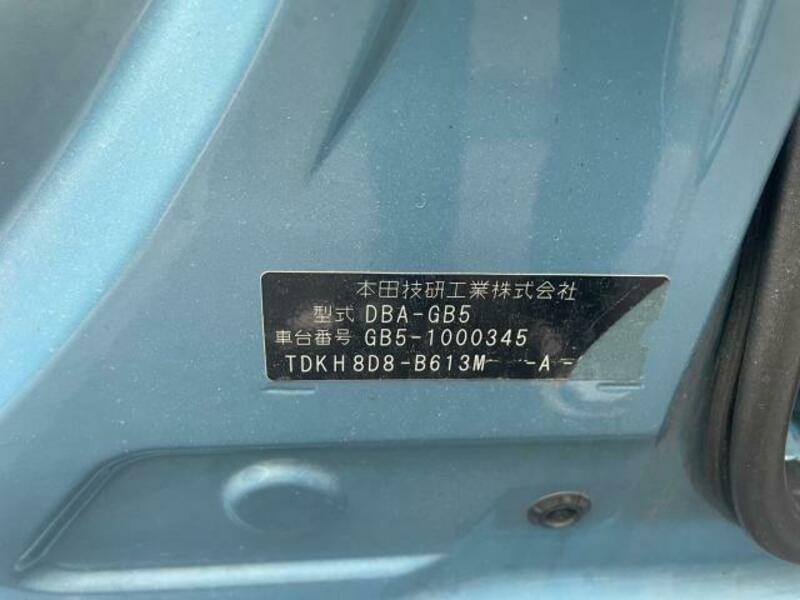 本田技研工業株式会社
型式 DBA-GB5
車台番号 GB5-1000345
TDKH8D8-B613M- -A-